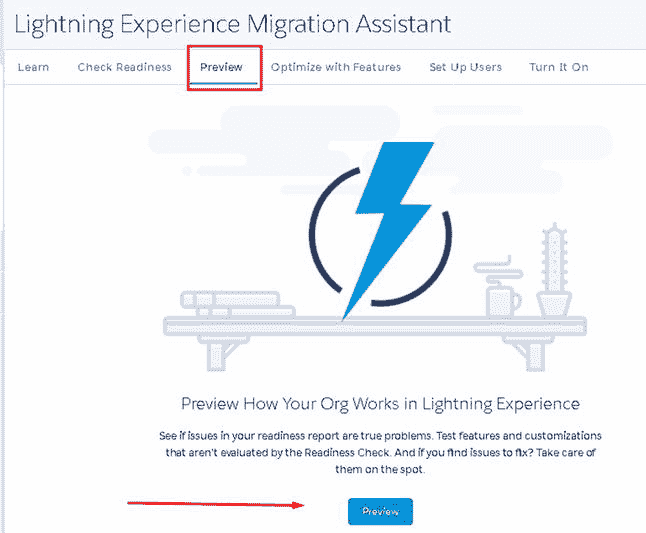 Lightning Experience Migration Assistant
Learn Check Readiness Preview Optimize with Features Set Up Users Turn It On
Preview How Your Org Works in Lightning Experience
See if issues in your readiness report are true problems. Test features and customizations
that aren't evaluated by the Readiness Check. And if you find issues to fix? Take care of
them on the spot.
Preview